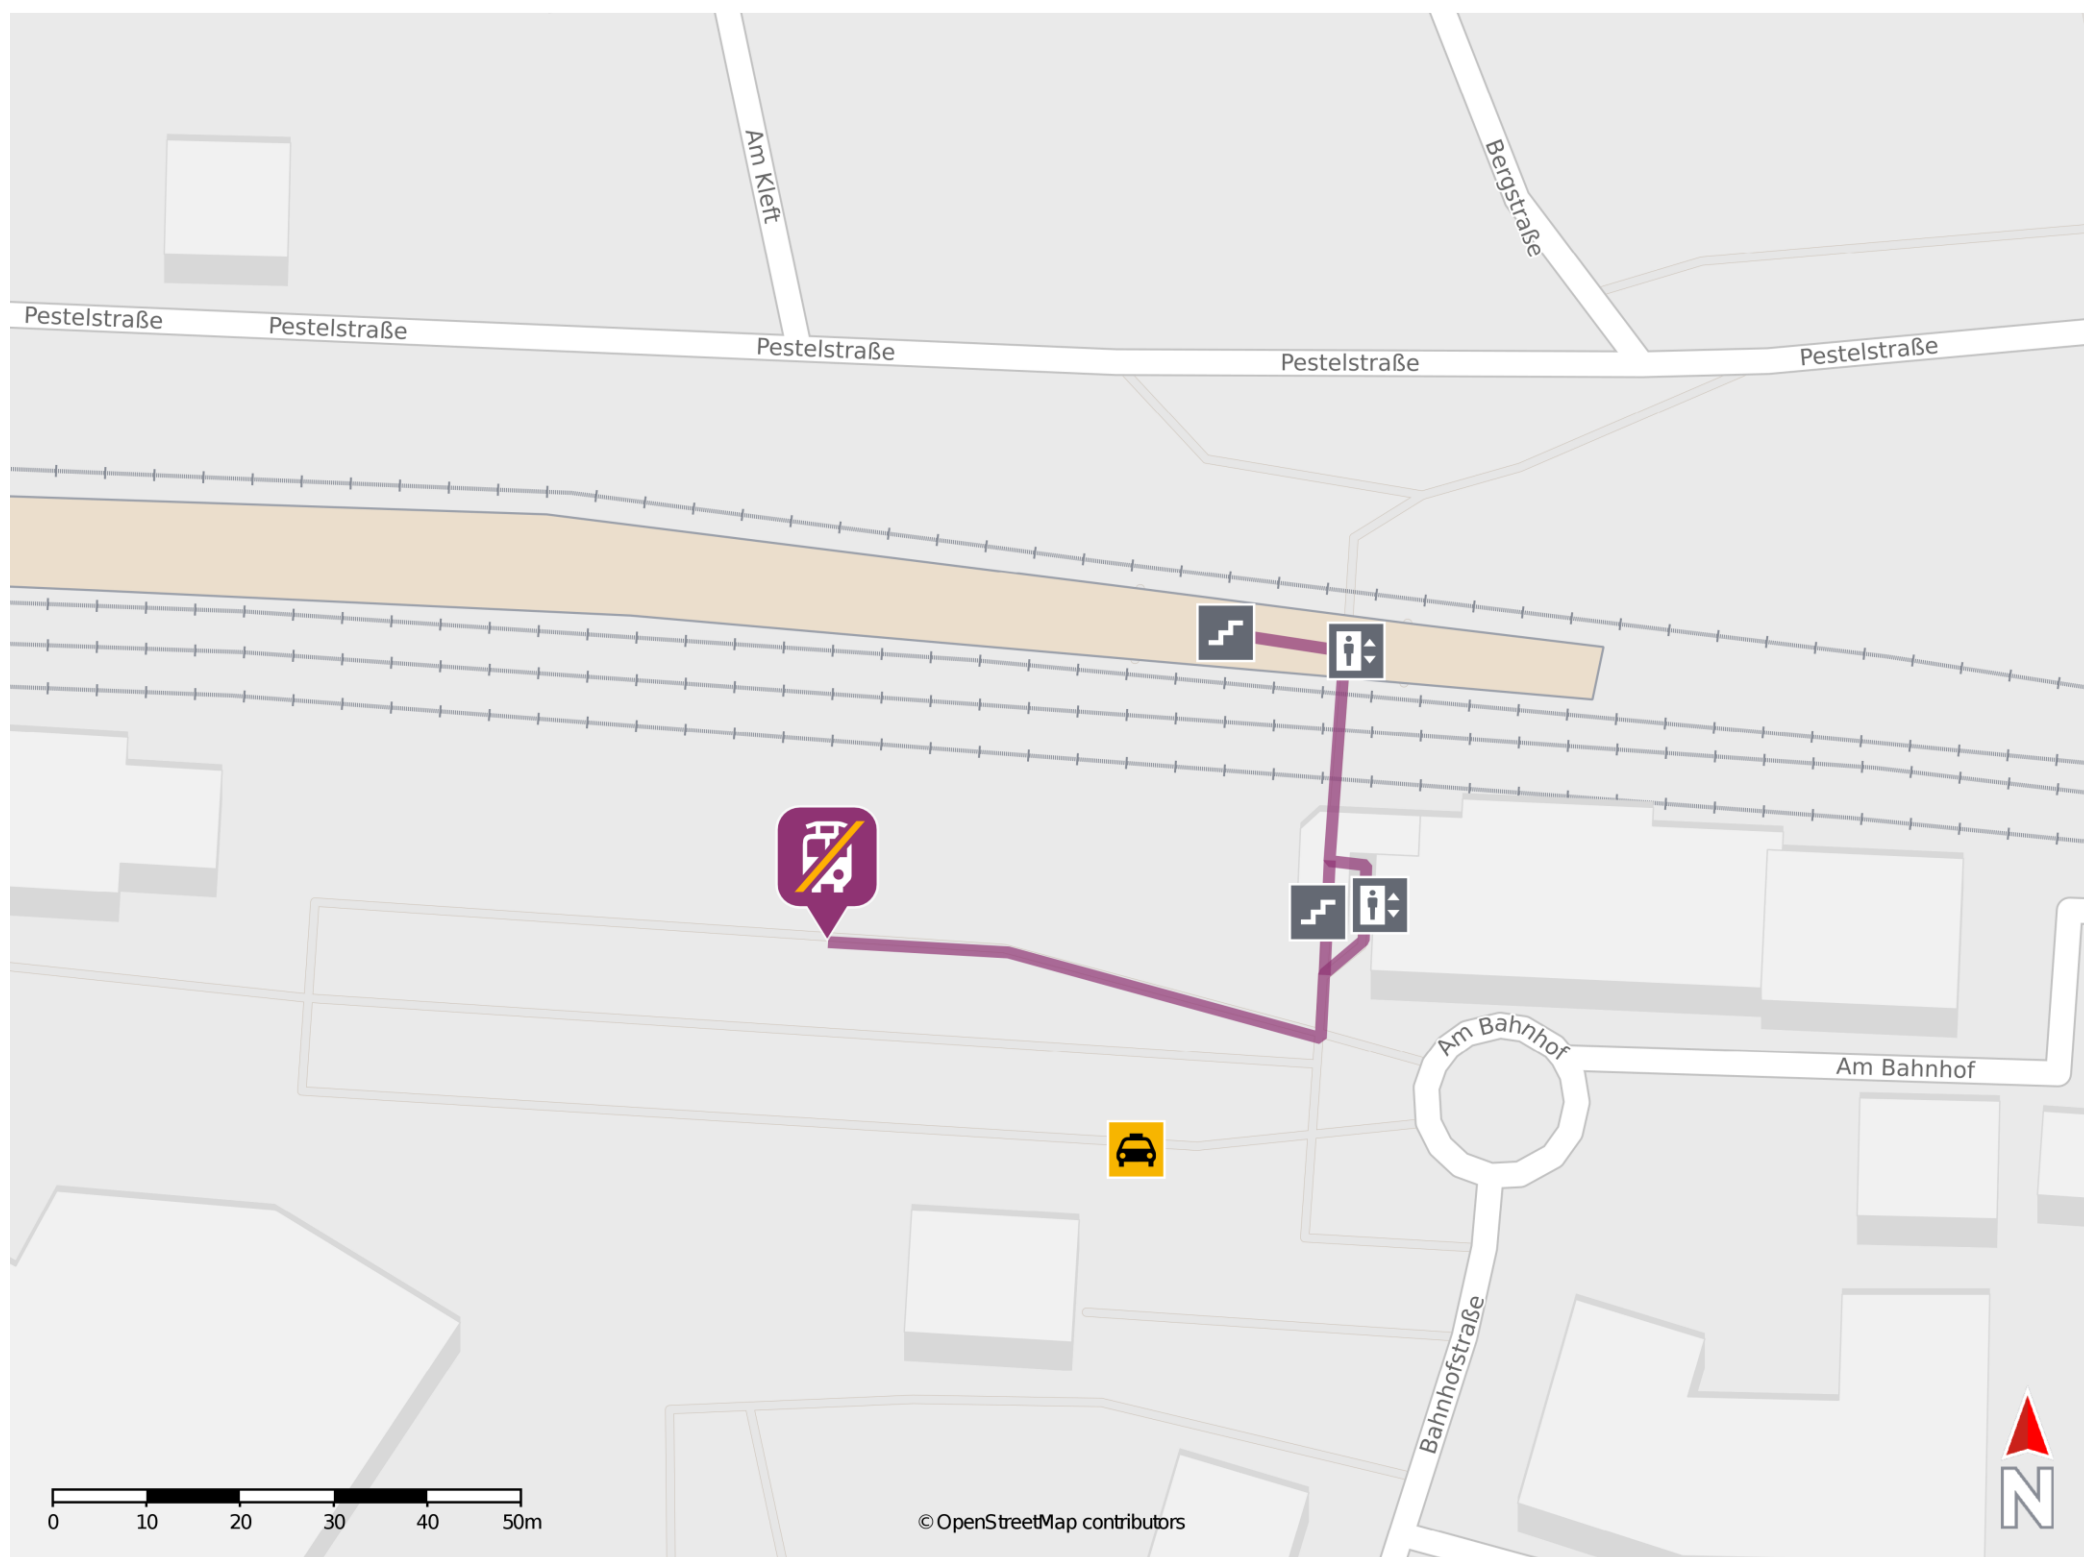 Am Kleft
Bergstraße
Pestelstraße
Pestelstraße
Pestelstraße
Pestelstraße
Pestelstraße
Am Bahnhof
Am Bahnhof
Bahnhofstraße
0 10 20 30 40 50m
© OpenStreetMap contributors
N